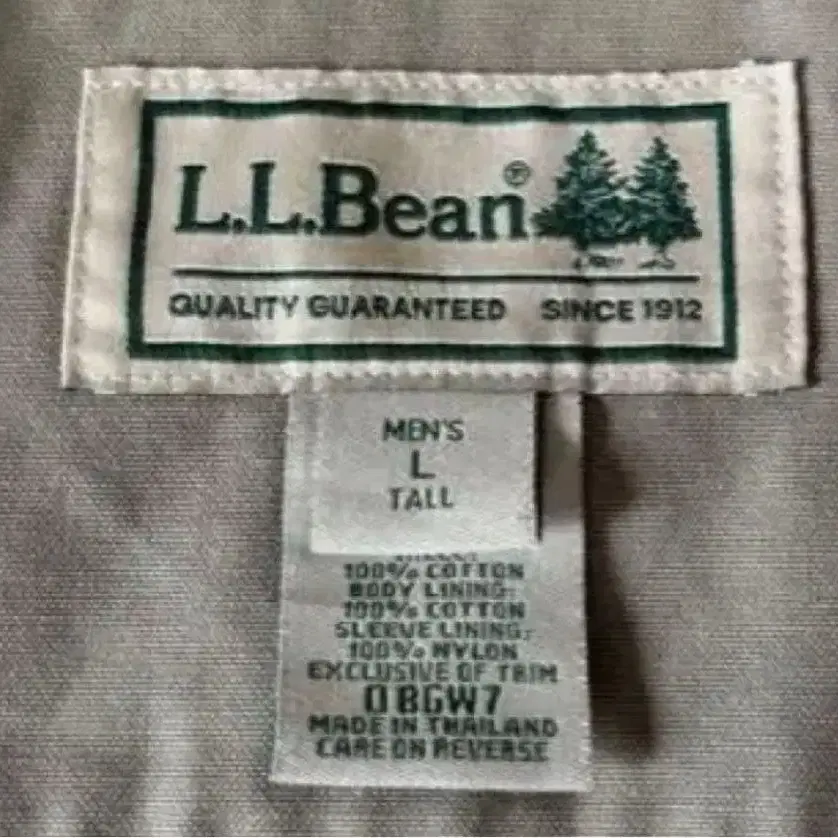 L.L.Bean®
QUALITY GUARANTEED SINCE 1912
MEN'S
L
TALL
100% COTTON
BODY LINING:
100% COTTON
SLEEVE LINING:
100% NYLON
EXCLUSIVE OF TRIM
0BGW7
MADE IN THAILAND
CARE ON REVERSE